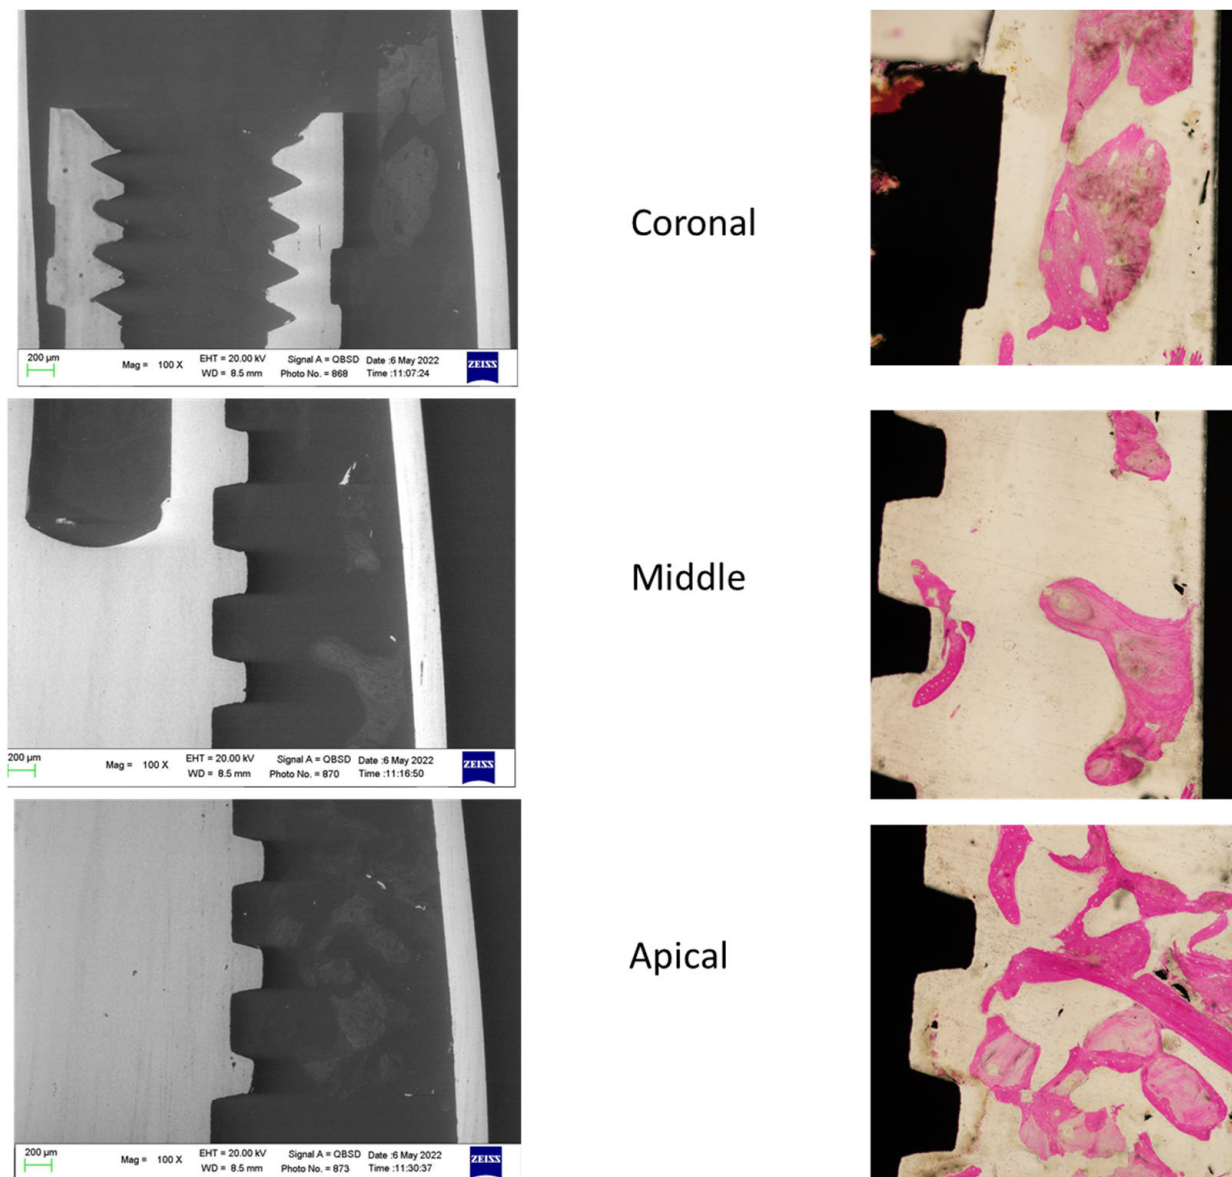 Coronal
200 µm
Mag = 100 X
EHT = 20.00 kV
WD = 8.5 mm
Signal A = QBSD
Photo No. = 868
Date :6 May 2022
Time :11:07:24
ZEISS
Middle
200 µm
Mag = 100 X
EHT = 20.00 kV
WD = 8.5 mm
Signal A = QBSD
Photo No. = 870
Date :6 May 2022
Time :11:16:50
ZEISS
Apical
200 µm
Mag = 100 X
EHT = 20.00 kV
WD = 8.5 mm
Signal A = QBSD
Photo No. = 873
Date :6 May 2022
Time :11:30:37
ZEISS